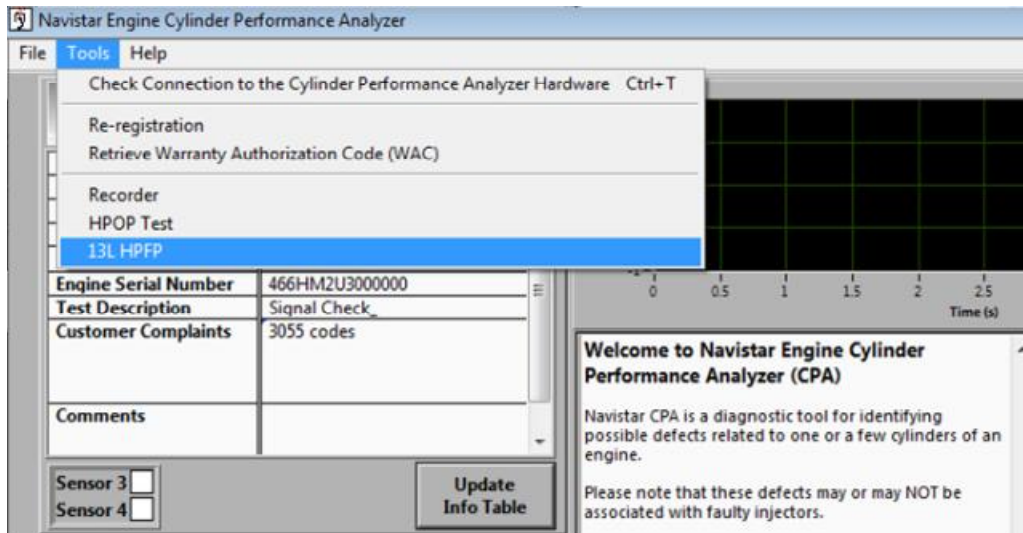 Navistar Engine Cylinder Performance Analyzer
File Tools Help
Check Connection to the Cylinder Performance Analyzer Hardware Ctrl+T
Re-registration
Retrieve Warranty Authorization Code (WAC)
Recorder
HPOP Test
13L HPFP
Engine Serial Number 466HM2U3000000
Test Description Signal Check_
Customer Complaints 3055 codes
Comments
Sensor 3
Sensor 4
Update
Info Table
0 0.5 1 1.5 2 2.5
Time (s)
Welcome to Navistar Engine Cylinder
Performance Analyzer (CPA)
Navistar CPA is a diagnostic tool for identifying
possible defects related to one or a few cylinders of an
engine.
Please note that these defects may or may NOT be
associated with faulty injectors.